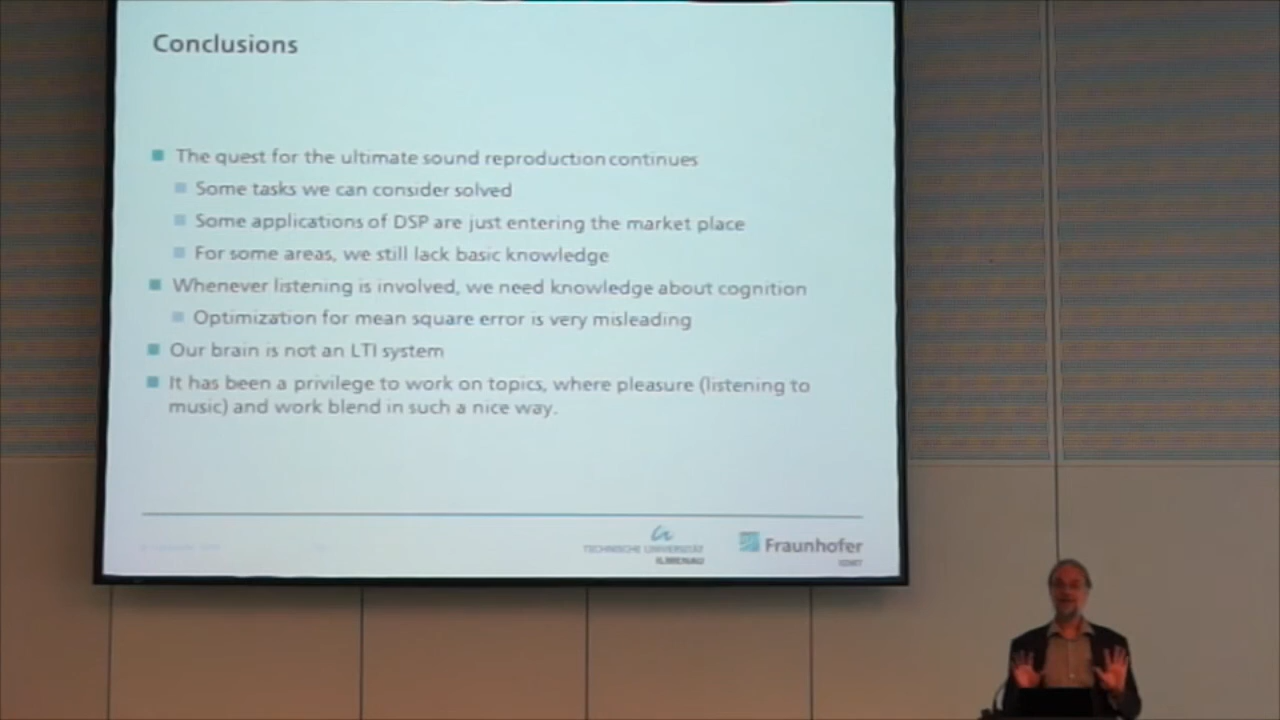 Conclusions
The quest for the ultimate sound reproduction continues
Some tasks we can consider solved
Some applications of DSP are just entering the market place
For some areas, we still lack basic knowledge
Whenever listening is involved, we need knowledge about cognition
Optimization for mean square error is very misleading
Our brain is not an LTI system
It has been a privilege to work on topics, where pleasure (listening to
music) and work blend in such a nice way.
TECHNISCHE UNIVERSITÄT
ILMENAU
Fraunhofer
IDMT